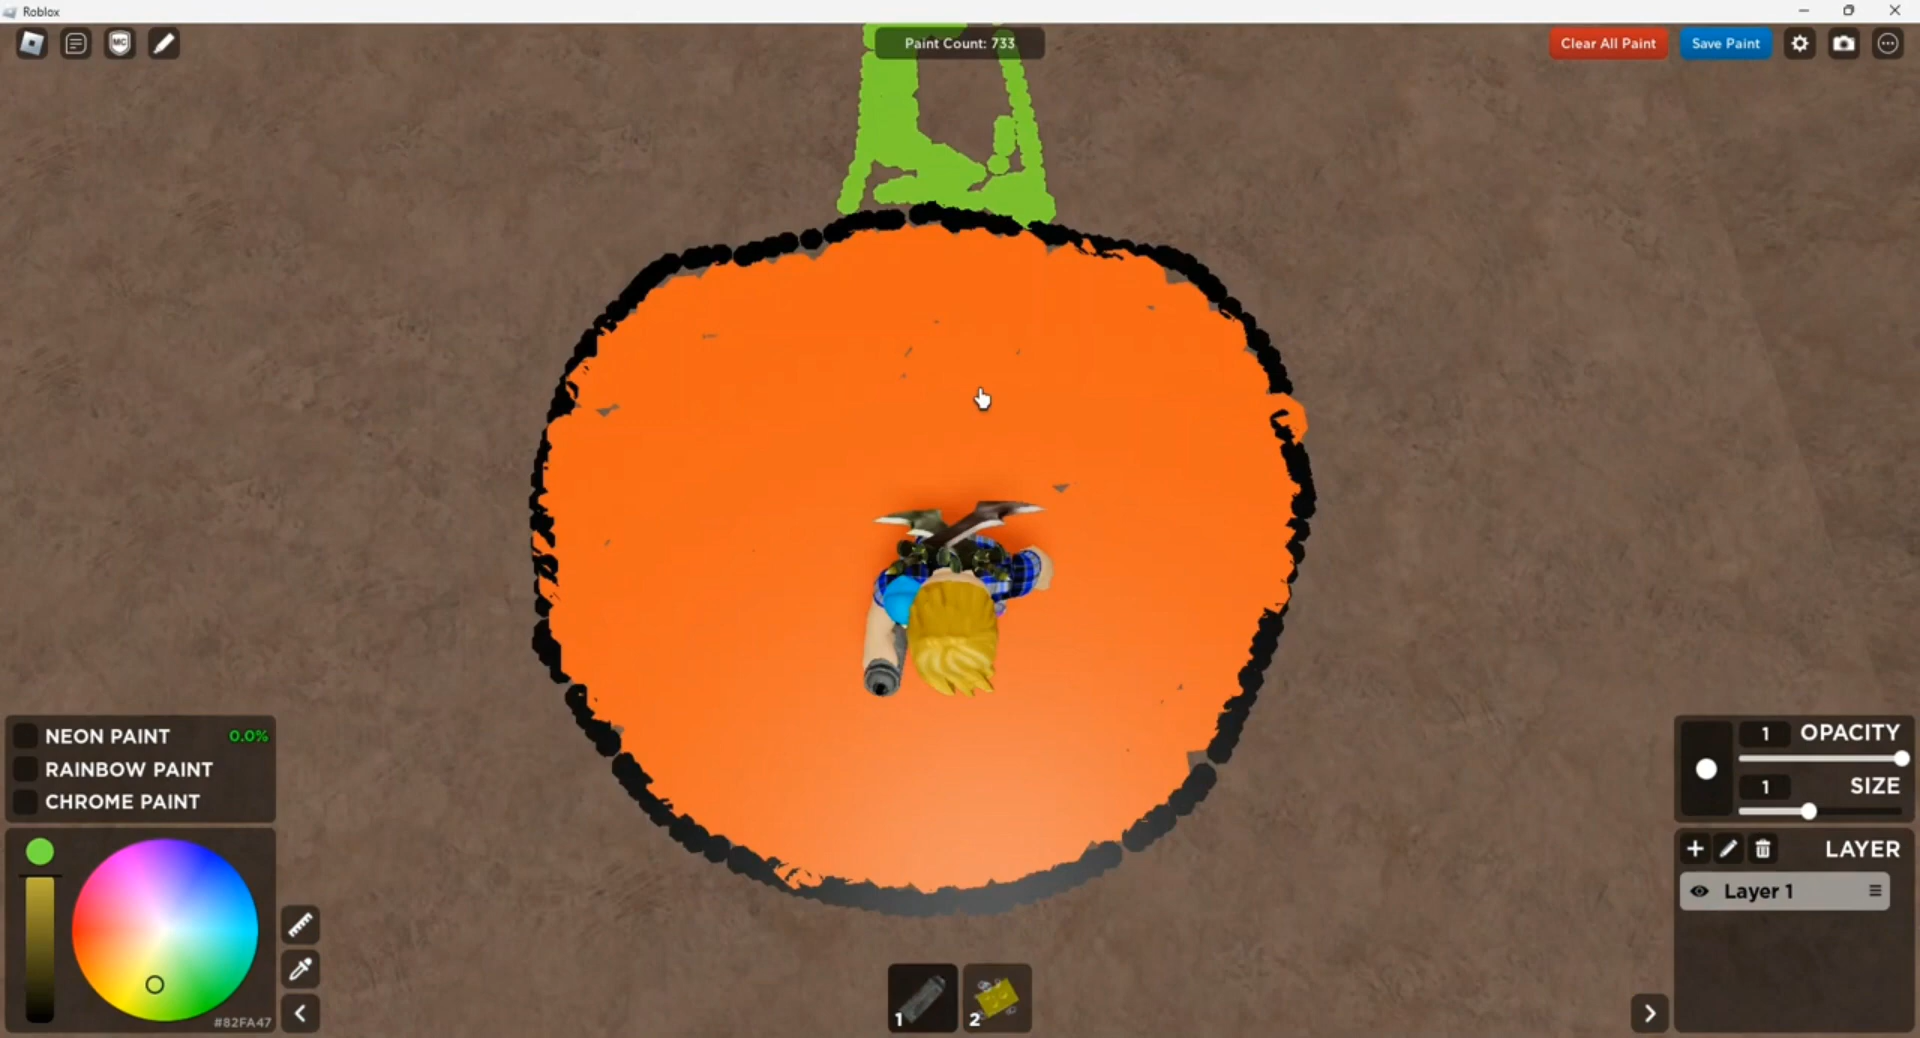 Roblox
MC
Paint Count: 733
Clear All Paint
Save Paint
NEON PAINT 0.0%
RAINBOW PAINT
CHROME PAINT
#82FA47
1 OPACITY
1 SIZE
LAYER
Layer 1
1
2